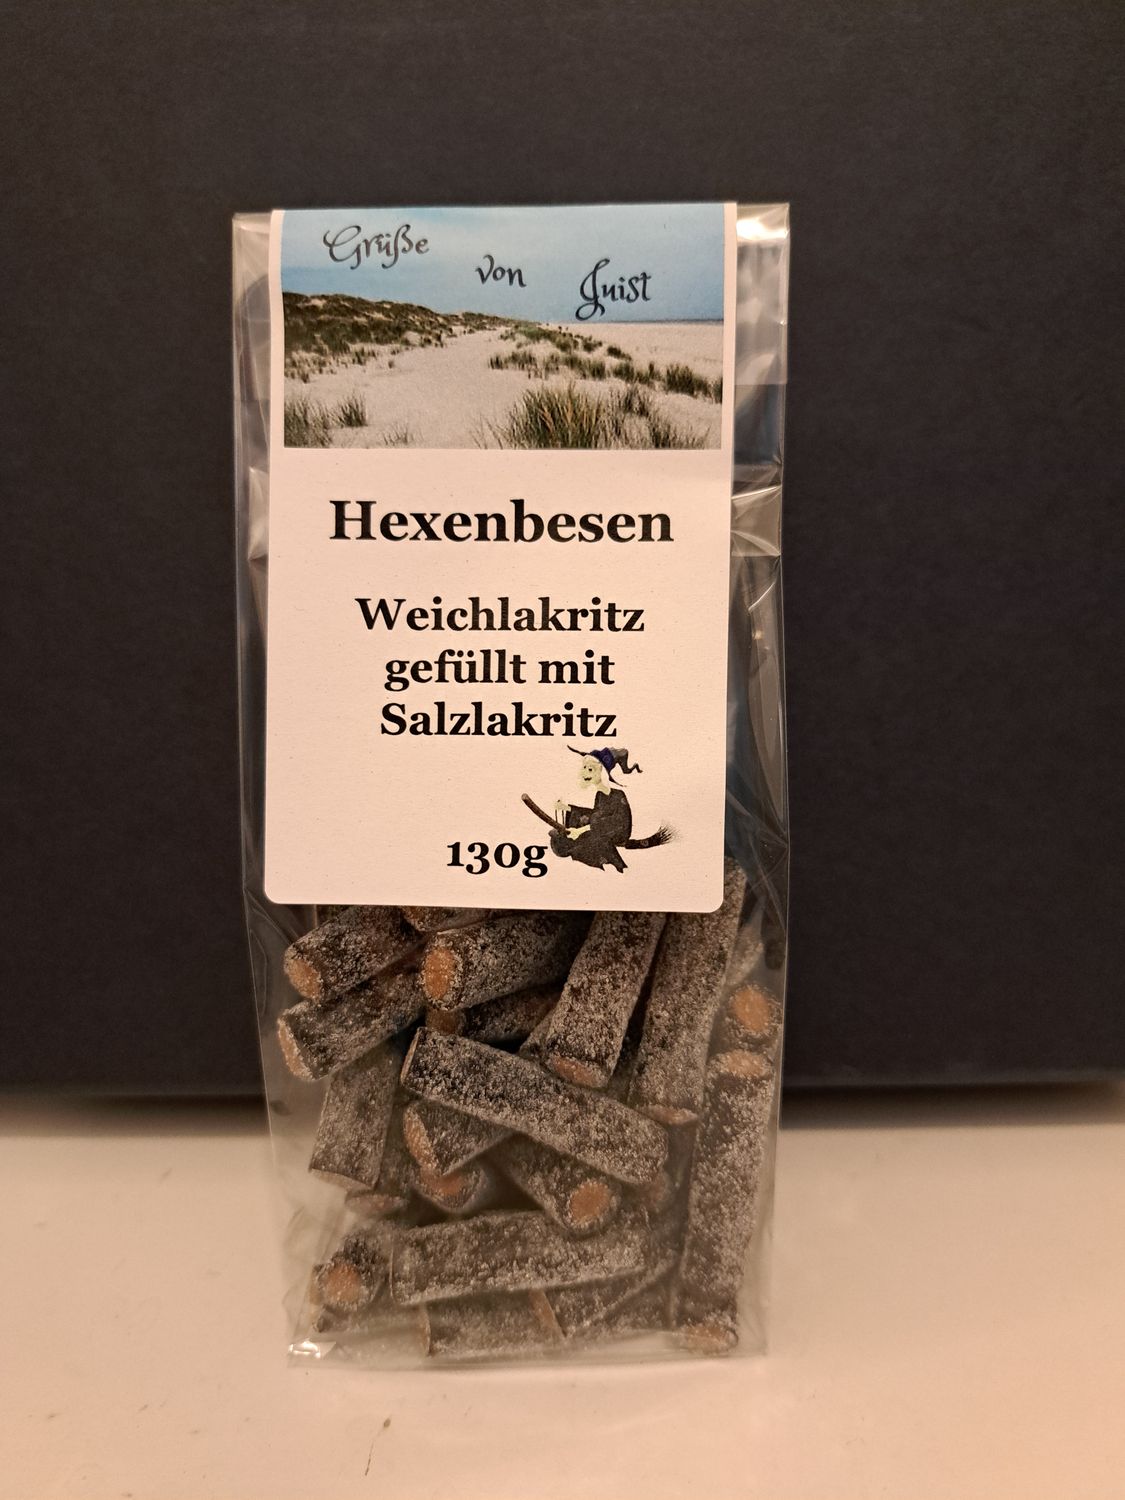 Grüße von Juist
Hexenbesen
Weichlakritz
gefüllt mit
Salzlakritz
130g